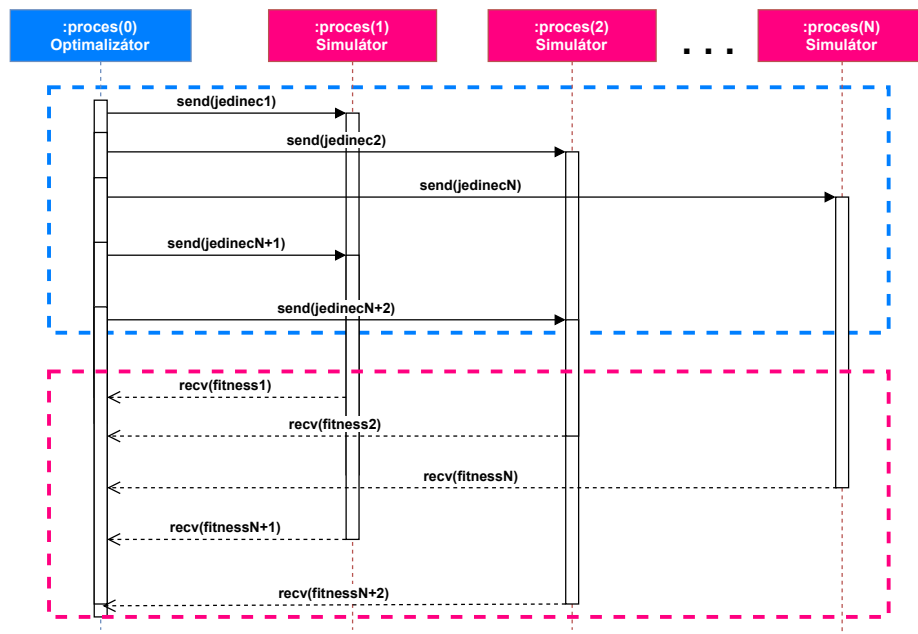 :proces(0)
Optimalizátor
:proces(1)
Simulátor
:proces(2)
Simulátor
. . .
:proces(N)
Simulátor
send(jedinec1)
send(jedinec2)
send(jedinecN)
send(jedinecN+1)
send(jedinecN+2)
recv(fitness1)
recv(fitness2)
recv(fitnessN)
recv(fitnessN+1)
recv(fitnessN+2)